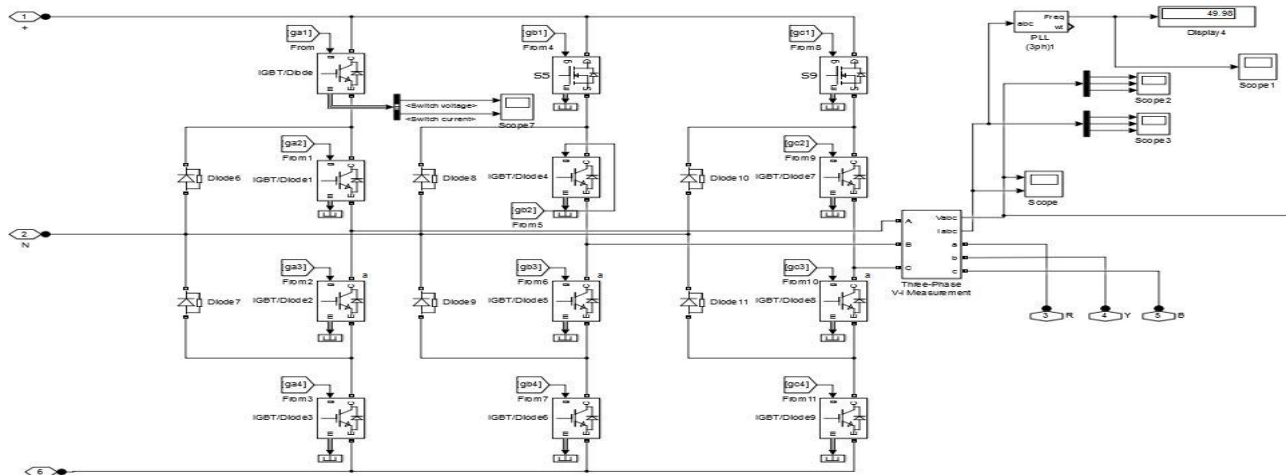 1
+
[ga1]
From
IGBT/Diode
[gb1]
From4
S5
[gc1]
From8
S9
abc
Freq
wt
PLL
(3ph)1
49.98
Display4
Scope1
Scope2
Scope3
Scope
<Switch voltage>
<Switch current>
Scope7
[ga2]
From1
IGBT/Diode1
Diode6
Diode8
IGBT/Diode4
[gb2]
From5
Diode10
[gc2]
From9
IGBT/Diode7
2
N
A
B
C
Vabc
Iabc
a
b
c
Three-Phase
V-I Measurement
3
R
4
Y
5
B
[ga3]
From2
IGBT/Diode2
a
Diode7
[gb3]
From6
IGBT/Diode5
a
Diode9
[gc3]
From10
IGBT/Diode8
a
Diode11
[ga4]
From3
IGBT/Diode3
[gb4]
From7
IGBT/Diode6
[gc4]
From11
IGBT/Diode9
6